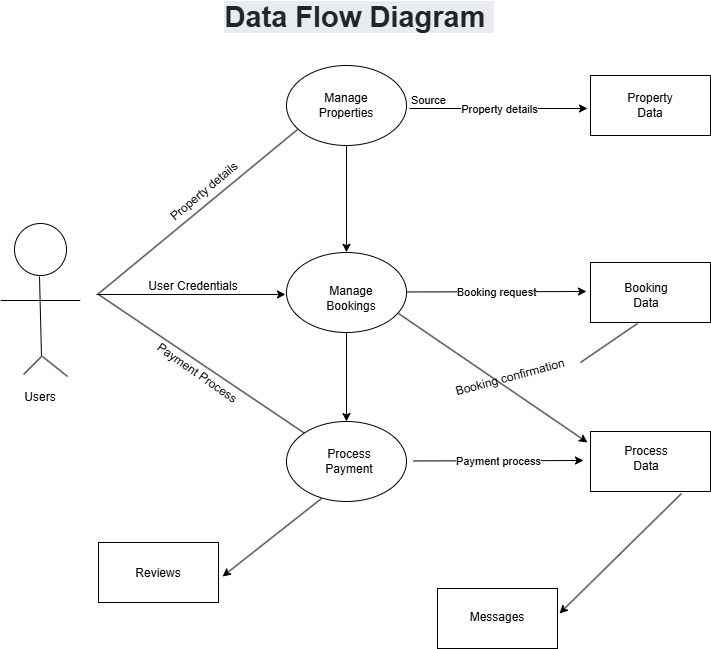 Data Flow Diagram
Manage
Properties
Source
Property details
Property
Data
Property details
User Credentials
Manage
Bookings
Booking request
Booking
Data
Users
Payment Process
Booking confirmation
Process
Payment
Payment process
Process
Data
Reviews
Messages